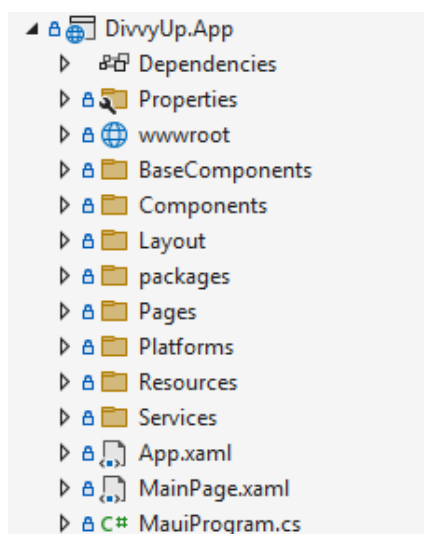 DivvyUp.App
Dependencies
Properties
wwwroot
BaseComponents
Components
Layout
packages
Pages
Platforms
Resources
Services
App.xaml
MainPage.xaml
C# MauiProgram.cs